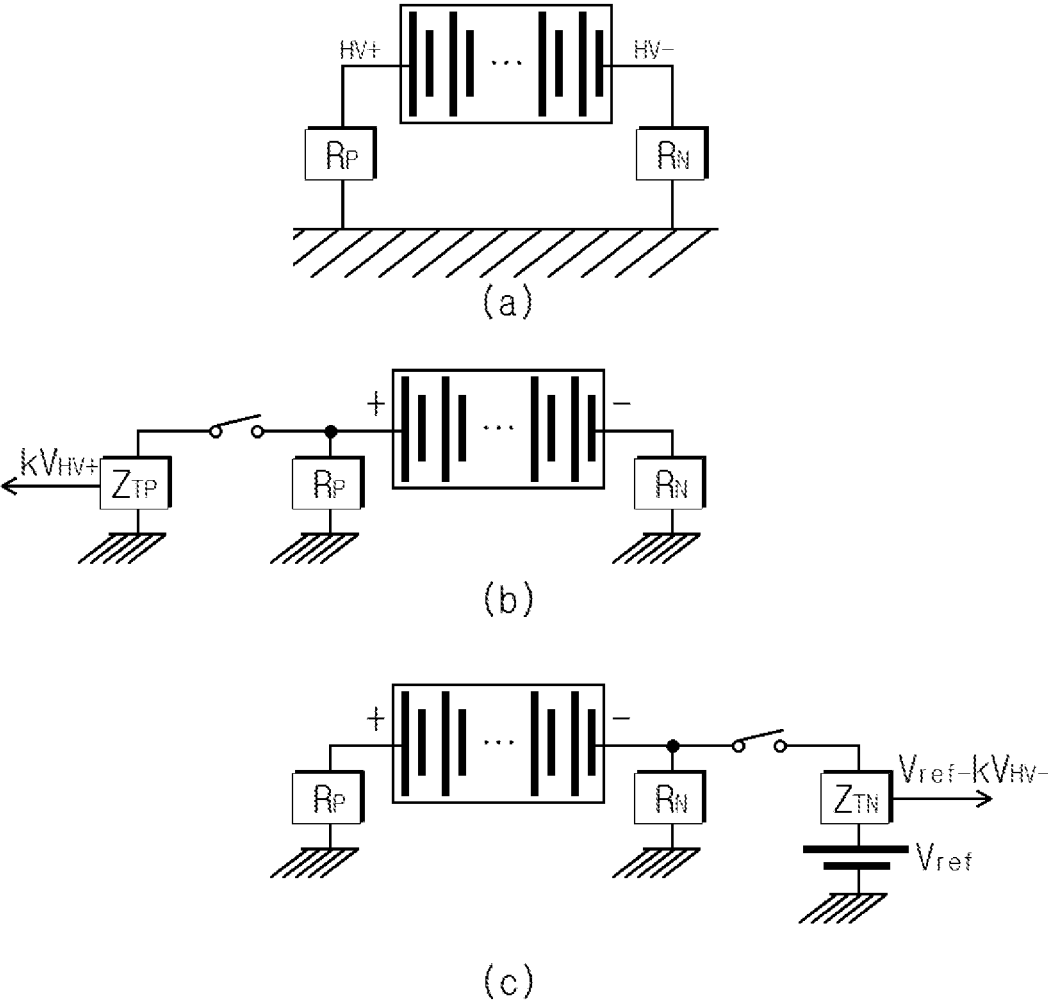 HV+ ... HV-
RP RN
(a)
+ ... -
kVHV+
ZTP RP RN
(b)
+ ... -
RP RN ZTN Vref-kVHV-
Vref
(c)